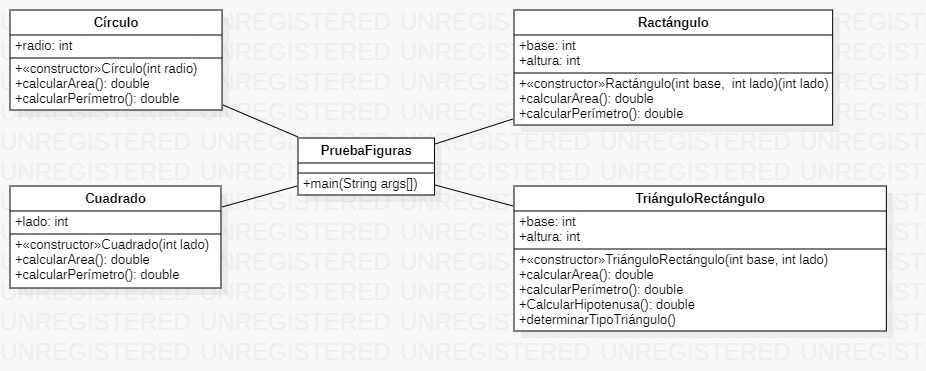 Círculo
+radio: int
+«constructor»Círculo(int radio)
+calcularArea(): double
+calcularPerímetro(): double
Ractángulo
+base: int
+altura: int
+«constructor»Ractángulo(int base,  int lado)(int lado)
+calcularArea(): double
+calcularPerímetro(): double
PruebaFiguras
+main(String args[])
Cuadrado
+lado: int
+«constructor»Cuadrado(int lado)
+calcularArea(): double
+calcularPerímetro(): double
TriánguloRectángulo
+base: int
+altura: int
+«constructor»TriánguloRectángulo(int base, int lado)
+calcularArea(): double
+calcularPerímetro(): double
+CalcularHipotenusa(): double
+determinarTipoTriángulo()
UNREGISTERED UNREGISTERED UNREGISTERED UNREGISTERED UNREGIST